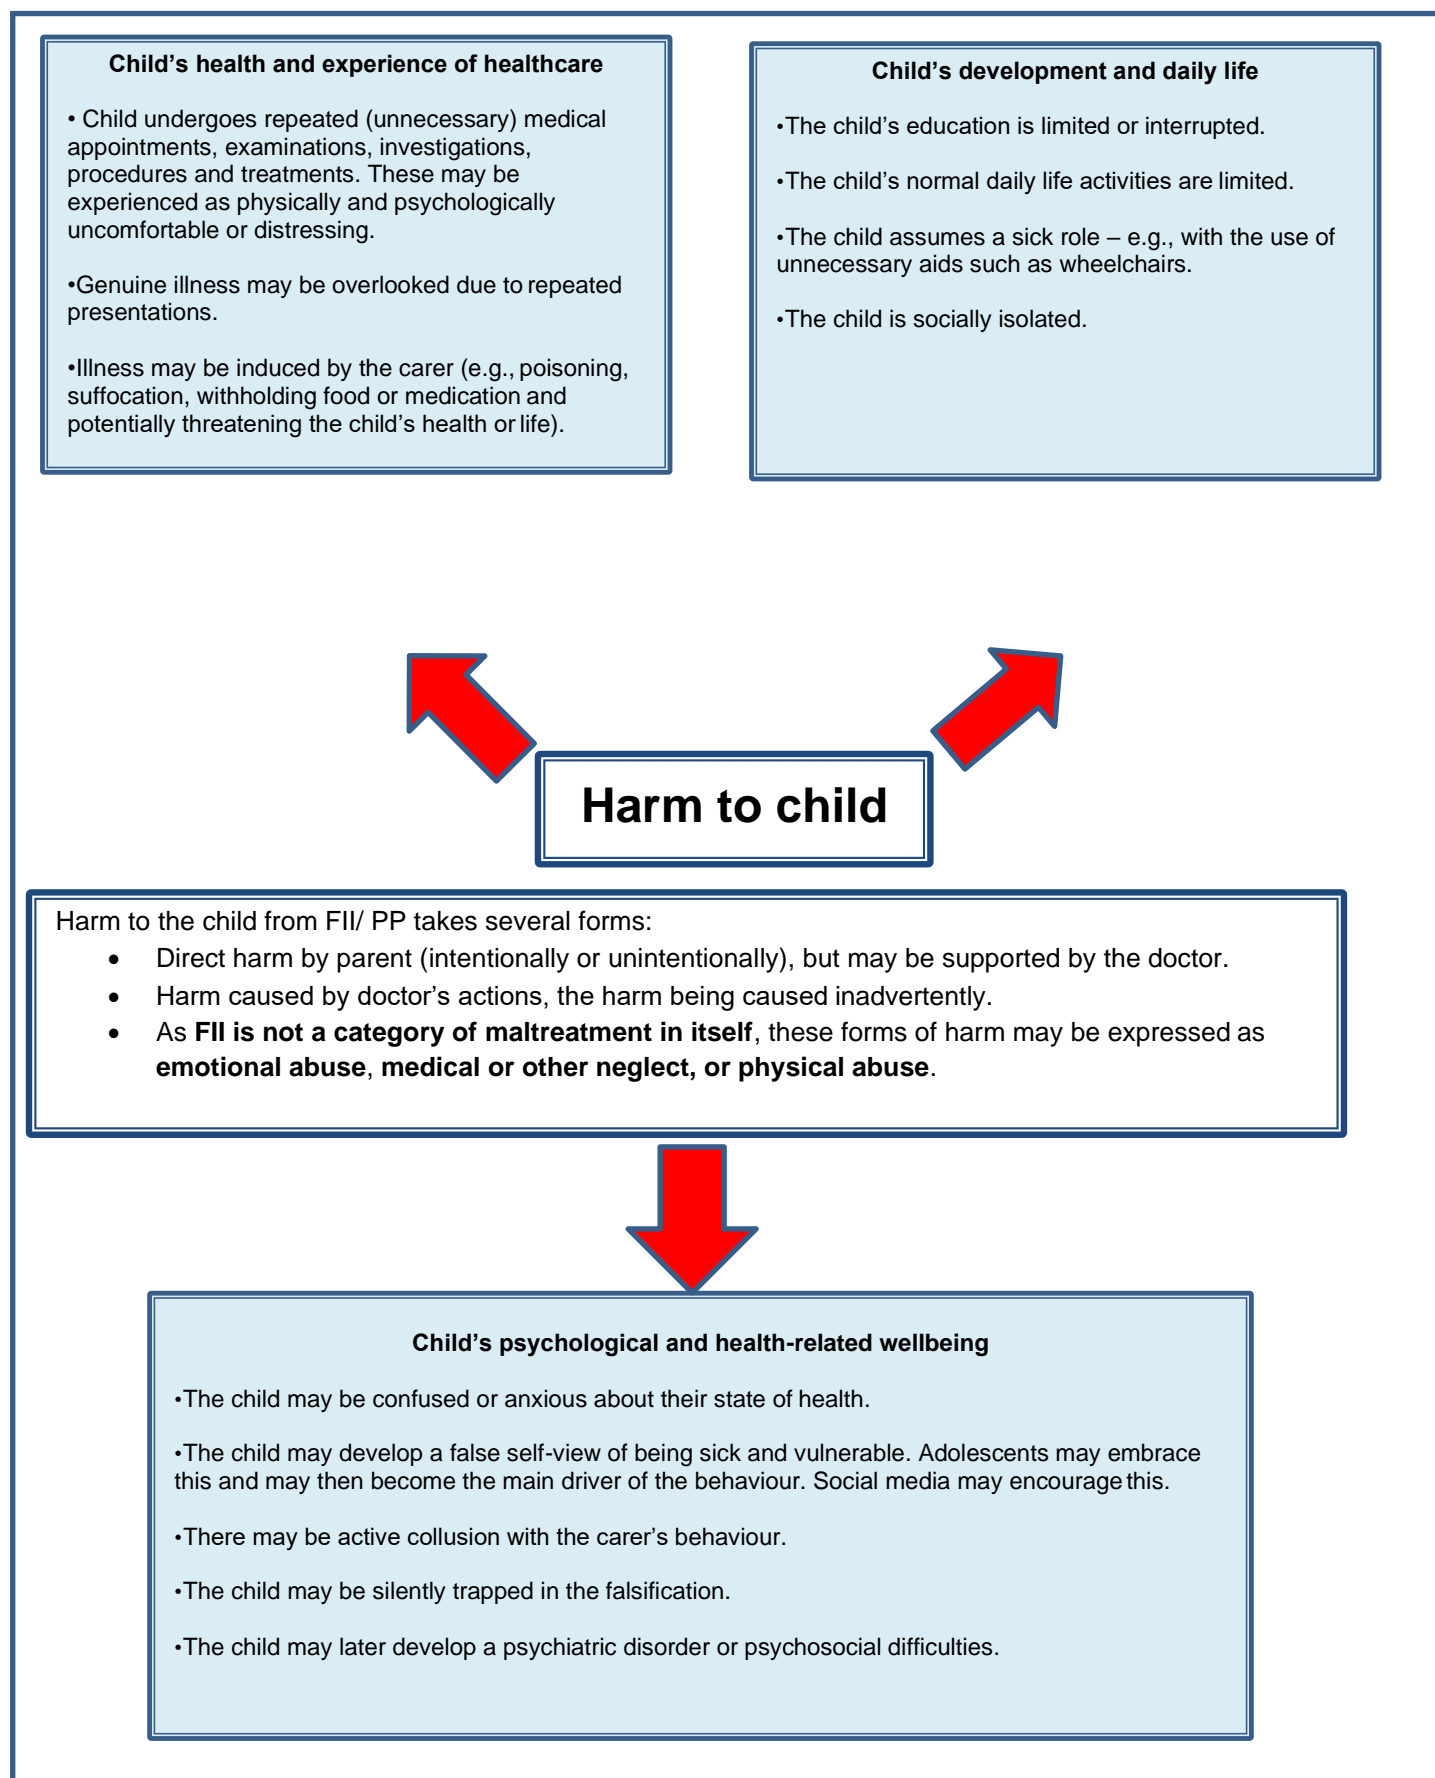 Child’s health and experience of healthcare
• Child undergoes repeated (unnecessary) medical
appointments, examinations, investigations,
procedures and treatments. These may be
experienced as physically and psychologically
uncomfortable or distressing.
•Genuine illness may be overlooked due to repeated
presentations.
•Illness may be induced by the carer (e.g., poisoning,
suffocation, withholding food or medication and
potentially threatening the child’s health or life).
Child’s development and daily life
•The child’s education is limited or interrupted.
•The child’s normal daily life activities are limited.
•The child assumes a sick role – e.g., with the use of
unnecessary aids such as wheelchairs.
•The child is socially isolated.
Harm to child
Harm to the child from FII/ PP takes several forms:
• Direct harm by parent (intentionally or unintentionally), but may be supported by the doctor.
• Harm caused by doctor’s actions, the harm being caused inadvertently.
• As FII is not a category of maltreatment in itself, these forms of harm may be expressed as
emotional abuse, medical or other neglect, or physical abuse.
Child’s psychological and health-related wellbeing
•The child may be confused or anxious about their state of health.
•The child may develop a false self-view of being sick and vulnerable. Adolescents may embrace
this and may then become the main driver of the behaviour. Social media may encourage this.
•There may be active collusion with the carer’s behaviour.
•The child may be silently trapped in the falsification.
•The child may later develop a psychiatric disorder or psychosocial difficulties.